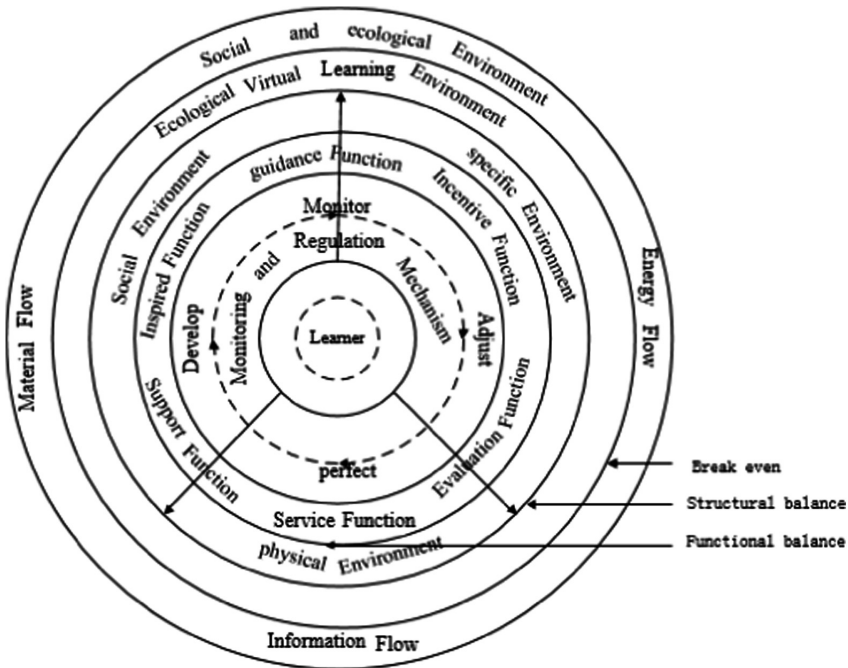 Social and ecological Environment
Ecological Virtual Learning Environment
Social Environment
specific Environment
guidance Function
Inspired Function
Incentive Function
Monitor
Monitoring and Regulation Mechanism
Develop
Adjust
Learner
Material Flow
Energy Flow
Support Function
Evaluation Function
perfect
Break even
Structural balance
Service Function
Functional balance
physical Environment
Information Flow